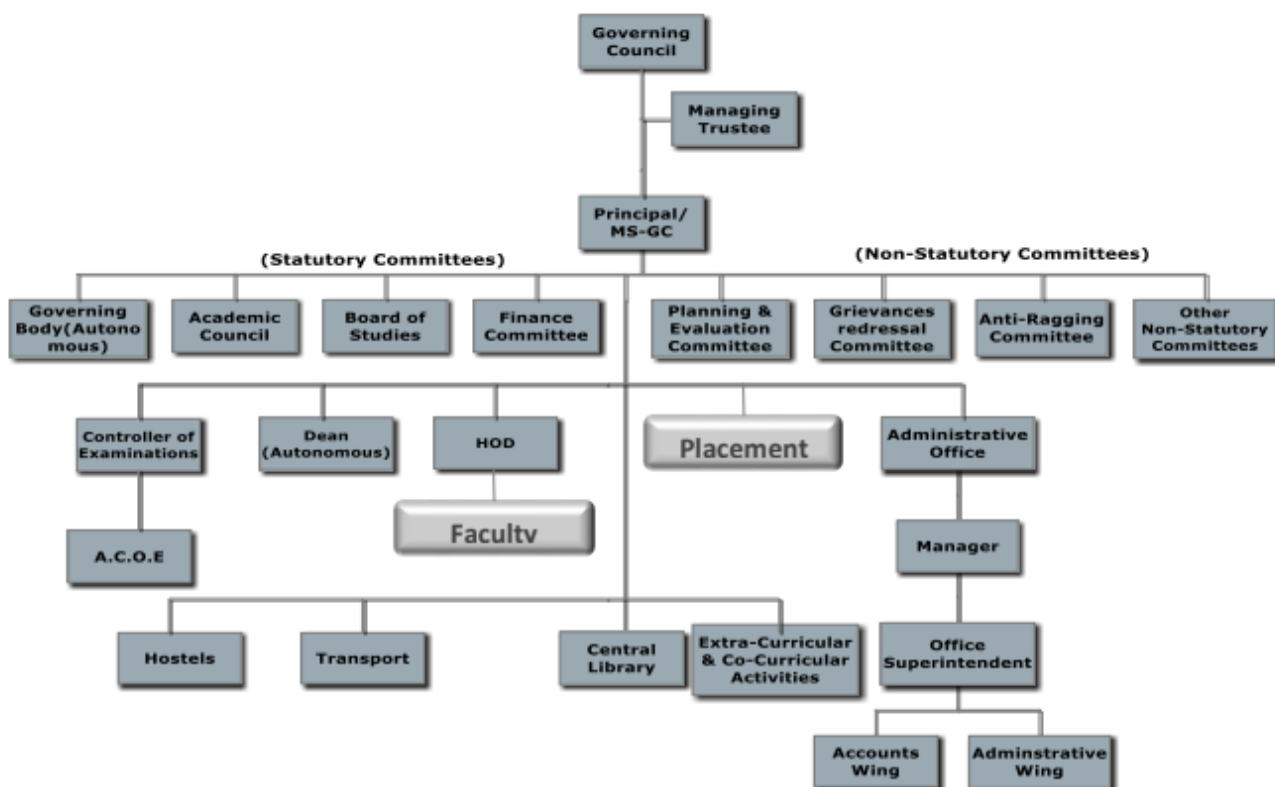 Governing
Council
Managing
Trustee
Principal/
MS-GC
(Statutory Committees)
(Non-Statutory Committees)
Governing
Body(Autono
mous)
Academic
Council
Board of
Studies
Finance
Committee
Planning &
Evaluation
Committee
Grievances
redressal
Committee
Anti-Ragging
Committee
Other
Non-Statutory
Committees
Controller of
Examinations
Dean
(Autonomous)
HOD
Placement
Administrative
Office
Faculty
A.C.O.E
Manager
Hostels
Transport
Central
Library
Extra-Curricular
& Co-Curricular
Activities
Office
Superintendent
Accounts
Wing
Adminstrative
Wing